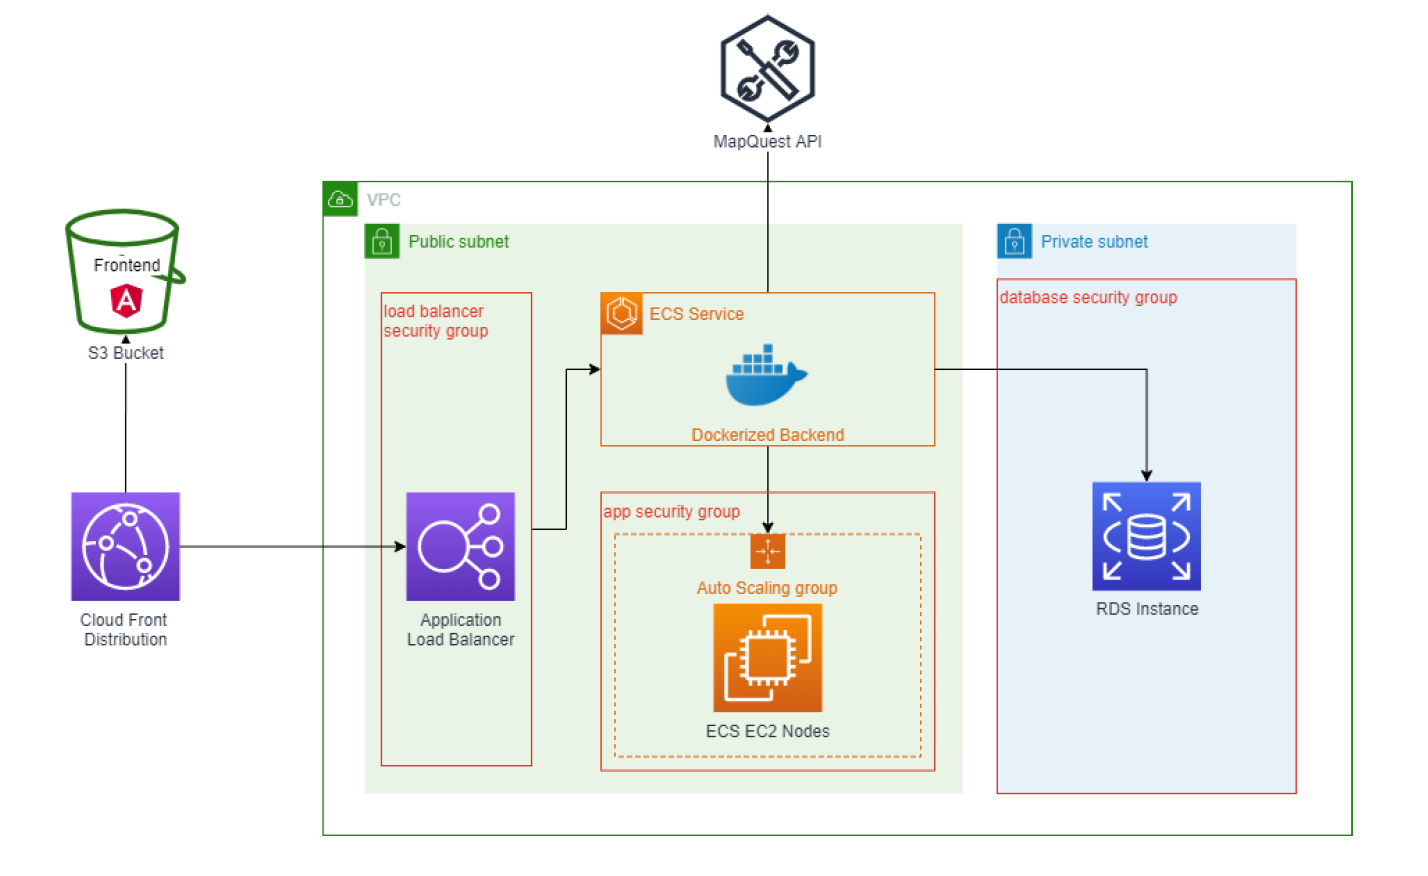 MapQuest API
VPC
Public subnet
Private subnet
Frontend
A
S3 Bucket
load balancer
security group
ECS Service
Dockerized Backend
database security group
app security group
Auto Scaling group
ECS EC2 Nodes
Cloud Front
Distribution
Application
Load Balancer
RDS Instance